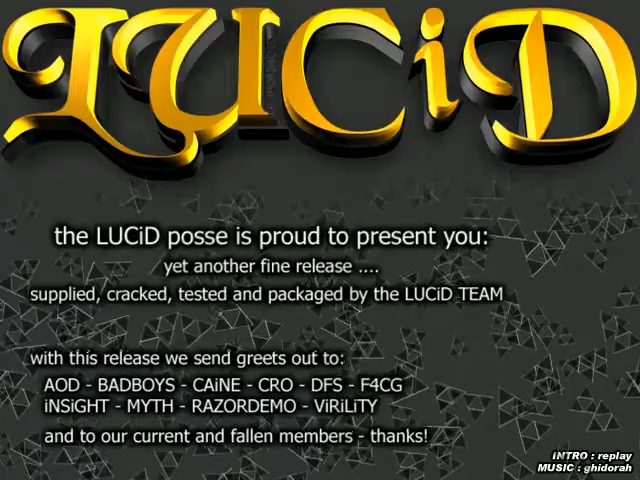 LUCiD
the LUCiD posse is proud to present you:
yet another fine release ....
supplied, cracked, tested and packaged by the LUCiD TEAM
with this release we send greets out to:
AOD - BADBOYS - CAiNE - CRO - DFS - F4CG
iNSiGHT - MYTH - RAZORDEMO - ViRiLiTY
and to our current and fallen members - thanks!
iNTRO : replay
MUSIC : ghidorah